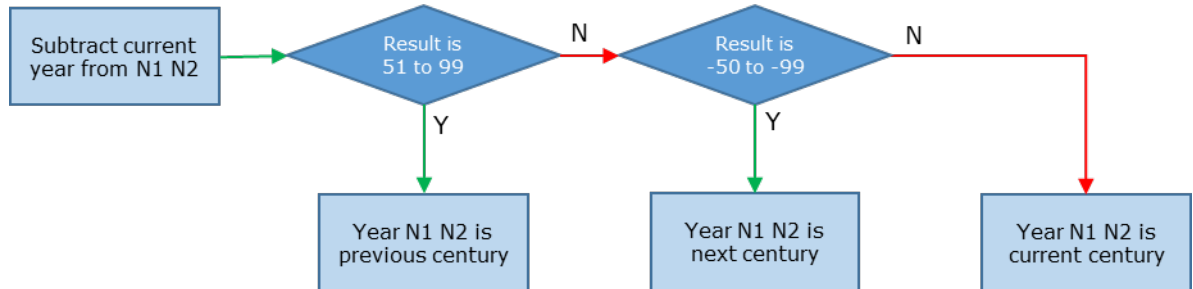 Subtract current
year from N1 N2
Result is
51 to 99
N
Result is
-50 to -99
N
Y
Y
Year N1 N2 is
previous century
Year N1 N2 is
next century
Year N1 N2 is
current century